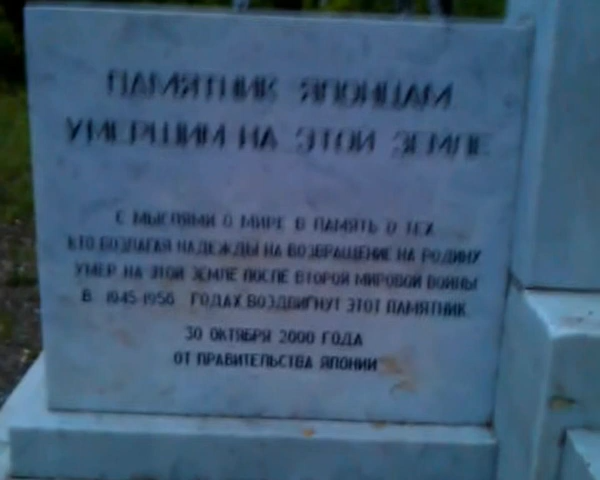 ПАМЯТНИК ЯПОНЦАМ
УМЕРШИМ НА ЭТОЙ ЗЕМЛЕ
С МЫСЛЯМИ О МИРЕ В ПАМЯТЬ О ТЕХ
КТО ВОЗЛАГАЯ НАДЕЖДЫ НА ВОЗВРАЩЕНИЕ НА РОДИНУ
УМЕР НА ЭТОЙ ЗЕМЛЕ ПОСЛЕ ВТОРОЙ МИРОВОЙ ВОЙНЫ
В 1945-1956 ГОДАХ, ВОЗДВИГНУТ ЭТОТ ПАМЯТНИК
30 ОКТЯБРЯ 2000 ГОДА
ОТ ПРАВИТЕЛЬСТВА ЯПОНИИ